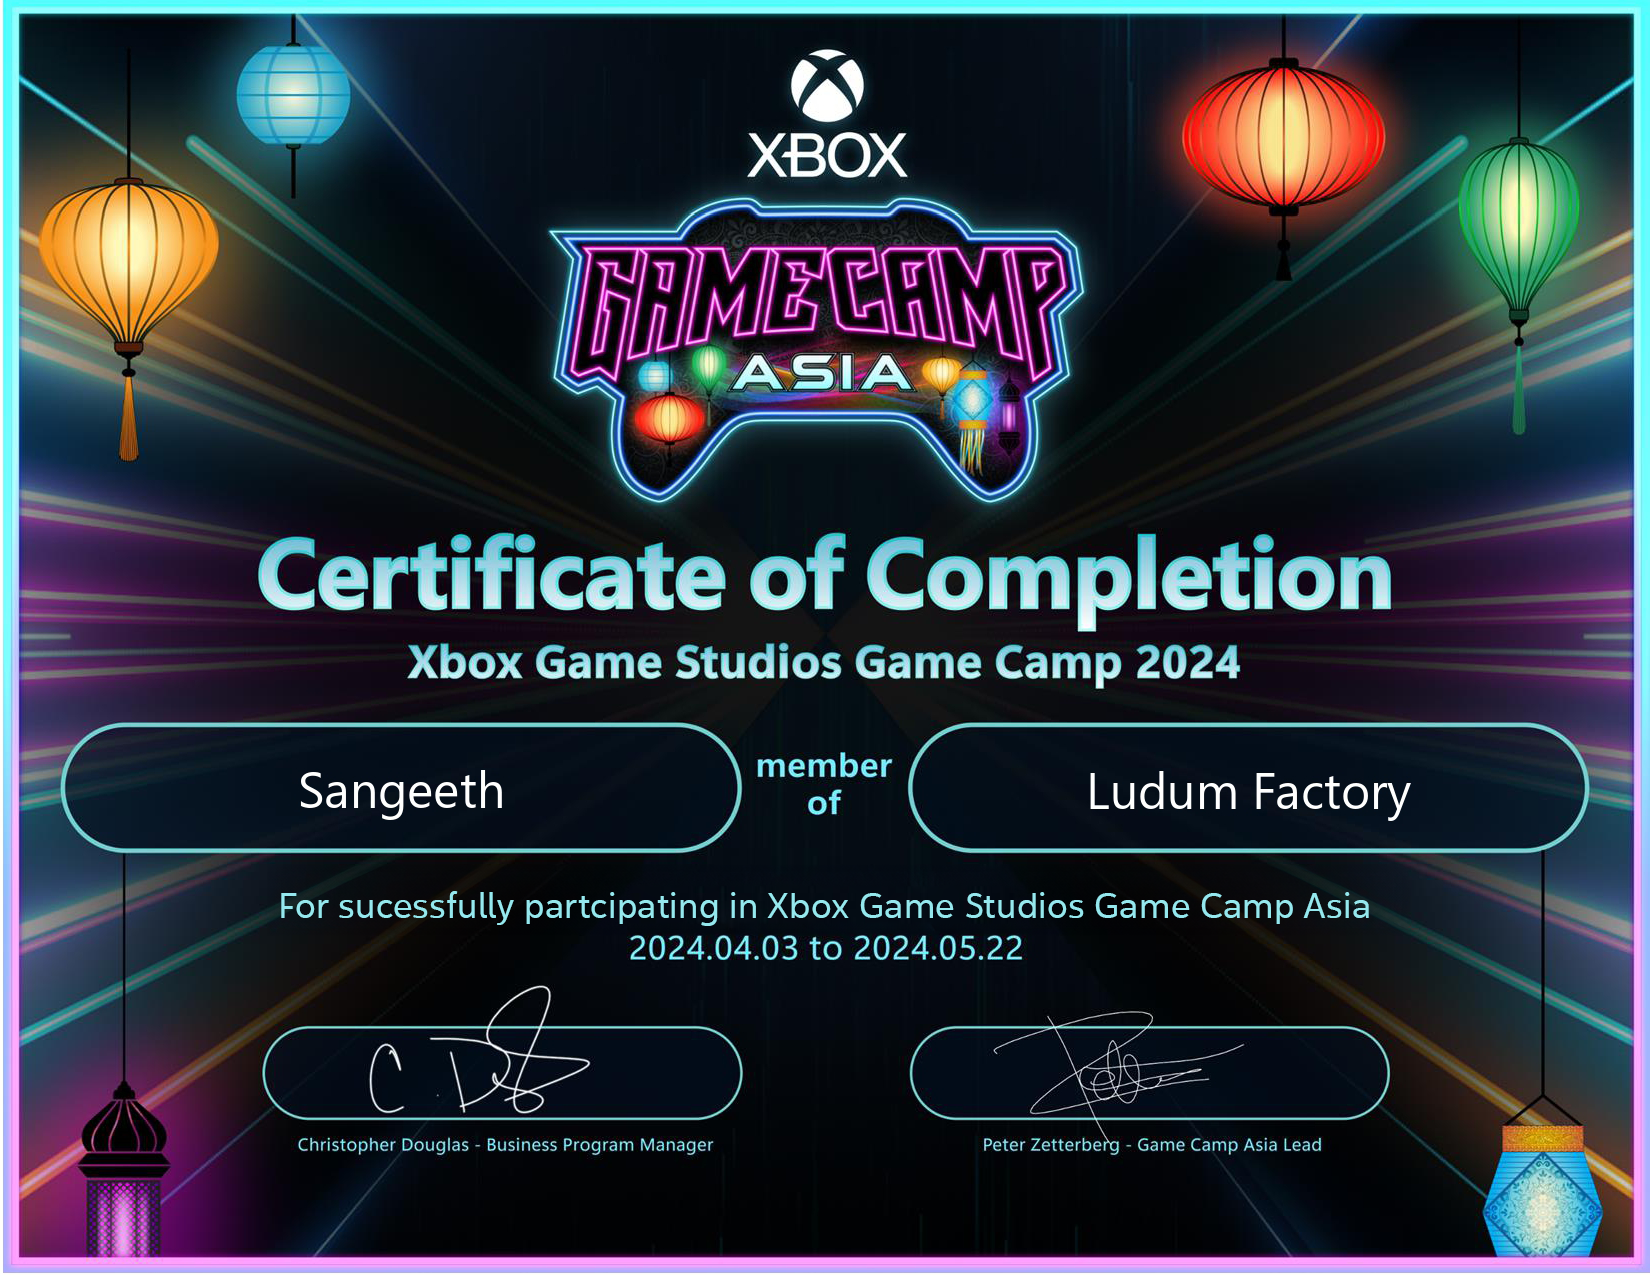 XBOX
GAMECAMP
ASIA
Certificate of Completion
Xbox Game Studios Game Camp 2024
Sangeeth
member
of
Ludum Factory
For sucessfully partcipating in Xbox Game Studios Game Camp Asia
2024.04.03 to 2024.05.22
Christopher Douglas - Business Program Manager
Peter Zetterberg - Game Camp Asia Lead